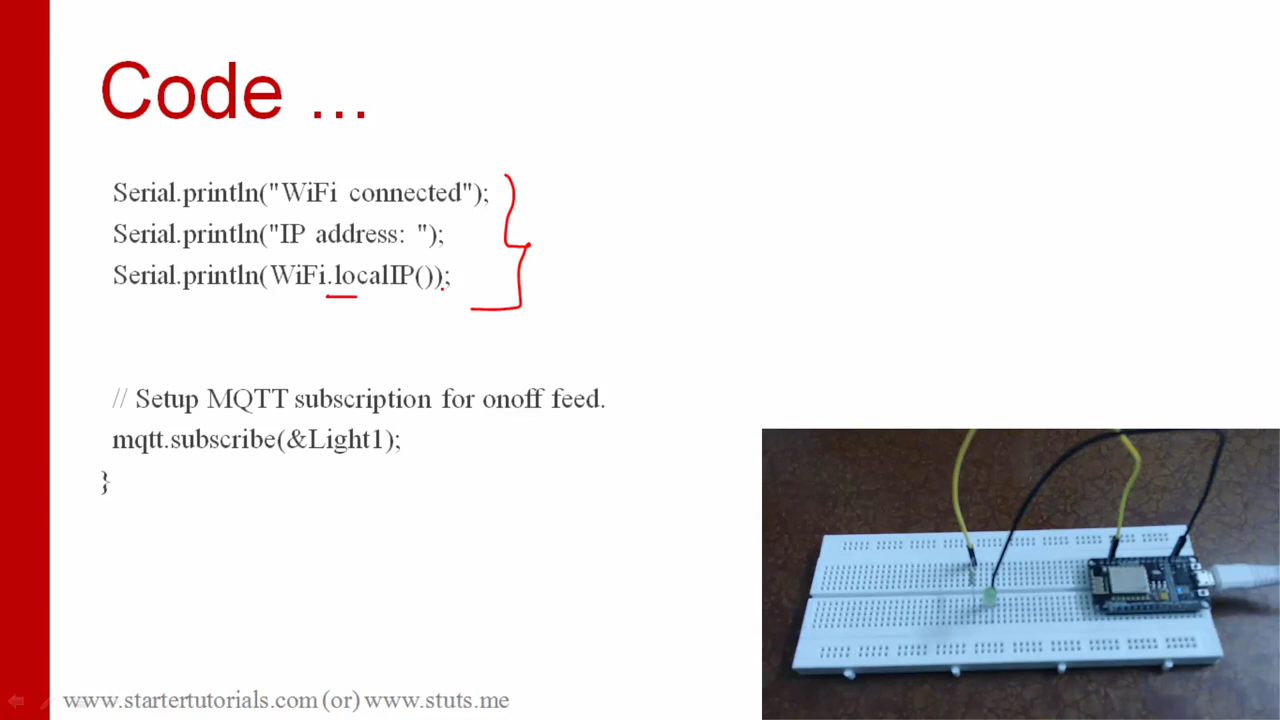 Code ...
Serial.println("WiFi connected");
Serial.println("IP address: ");
Serial.println(WiFi.localIP());
// Setup MQTT subscription for onoff feed.
mqtt.subscribe(&Light1);
}
www.startertutorials.com (or) www.stuts.me